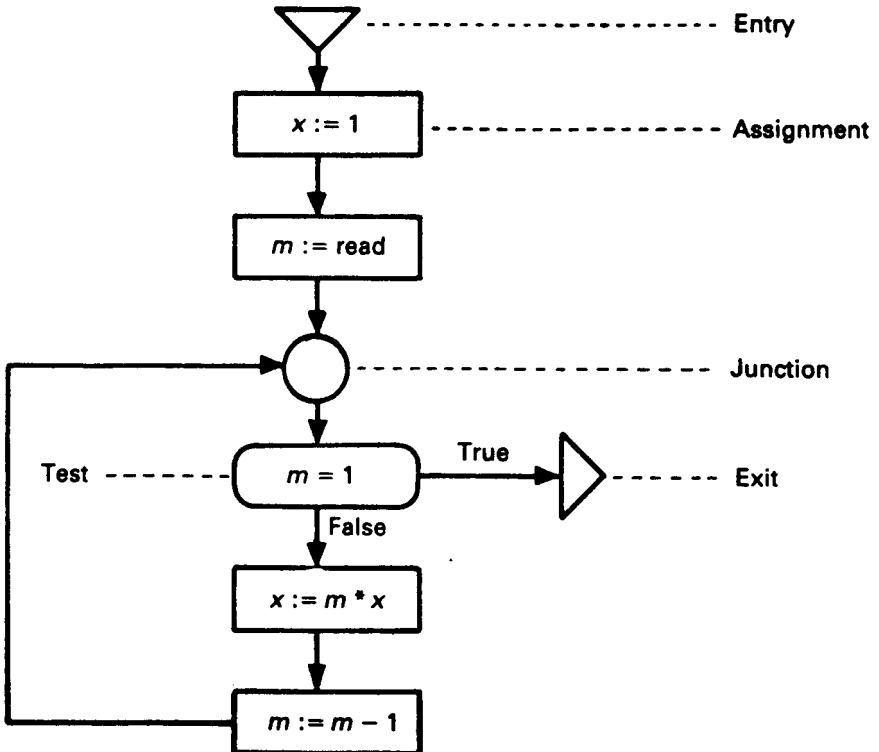 Entry
x := 1
Assignment
m := read
Junction
Test
m = 1
True
Exit
False
x := m * x
m := m – 1